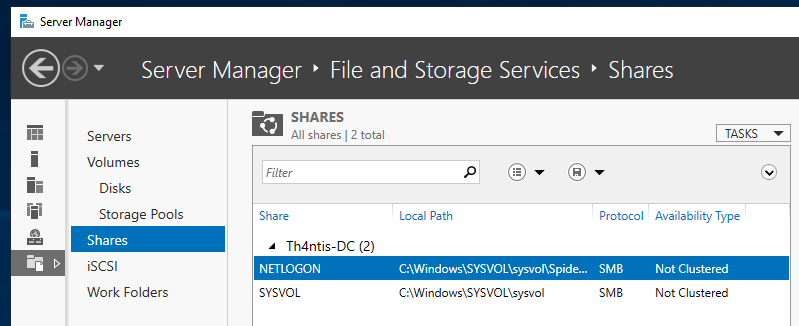 Server Manager
Server Manager ‣ File and Storage Services ‣ Shares
Servers
Volumes
Disks
Storage Pools
Shares
iSCSI
Work Folders
SHARES
All shares | 2 total
TASKS
Filter
Share Local Path Protocol Availability Type
Th4ntis-DC (2)
NETLOGON C:\Windows\SYSVOL\sysvol\Spide... SMB Not Clustered
SYSVOL C:\Windows\SYSVOL\sysvol SMB Not Clustered